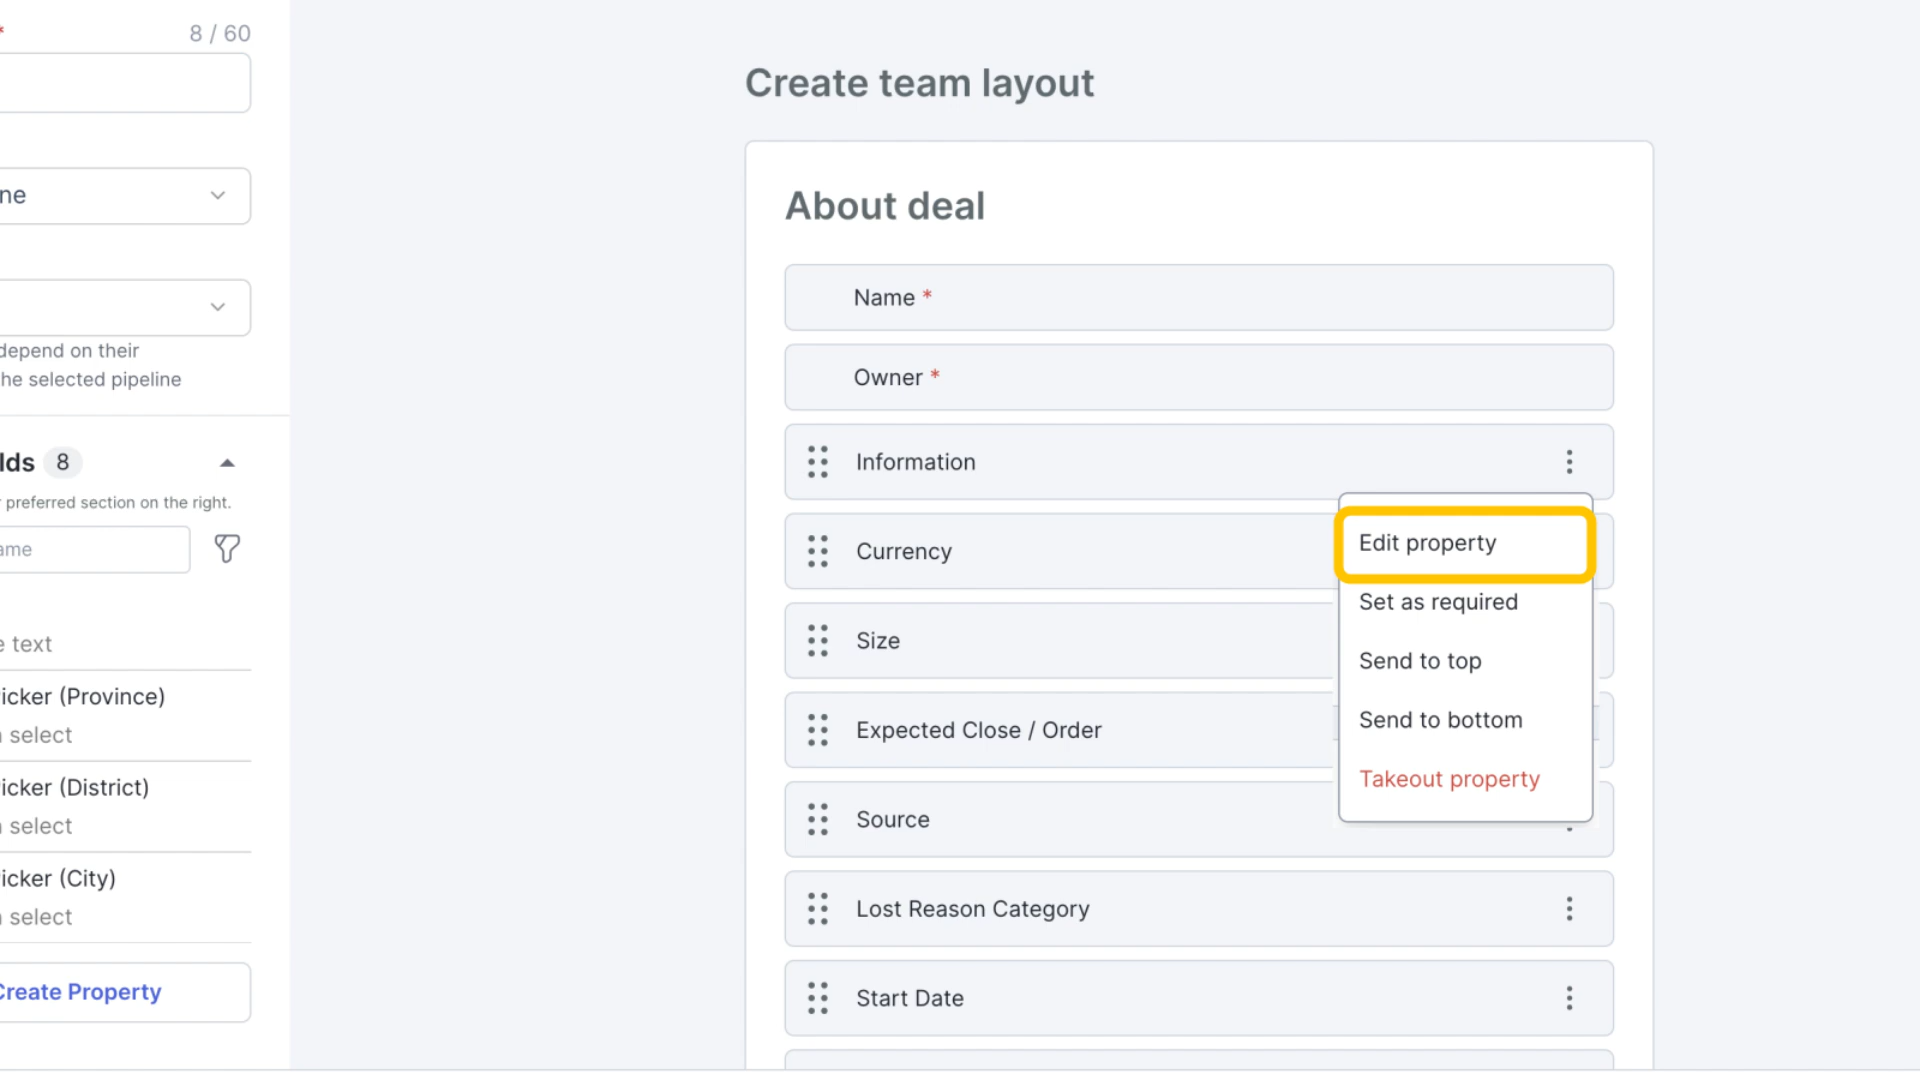 * 8 / 60
ne
depend on their
he selected pipeline
lds 8
preferred section on the right.
ame
e text
icker (Province)
select
icker (District)
select
icker (City)
select
Create Property
Create team layout
About deal
Name *
Owner *
Information
Currency
Size
Expected Close / Order
Source
Lost Reason Category
Start Date
Edit property
Set as required
Send to top
Send to bottom
Takeout property